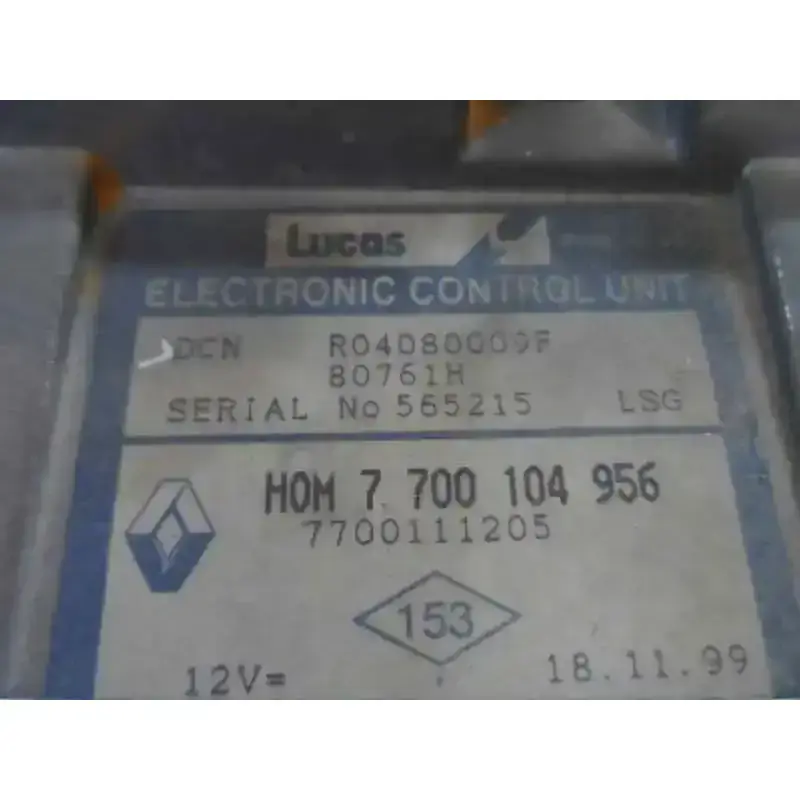 Lucas
ELECTRONIC CONTROL UNIT
DCN R04080009F
80761H
SERIAL No 565215 LSG
HOM 7 700 104 956
7700111205
153
12V= 18.11.99